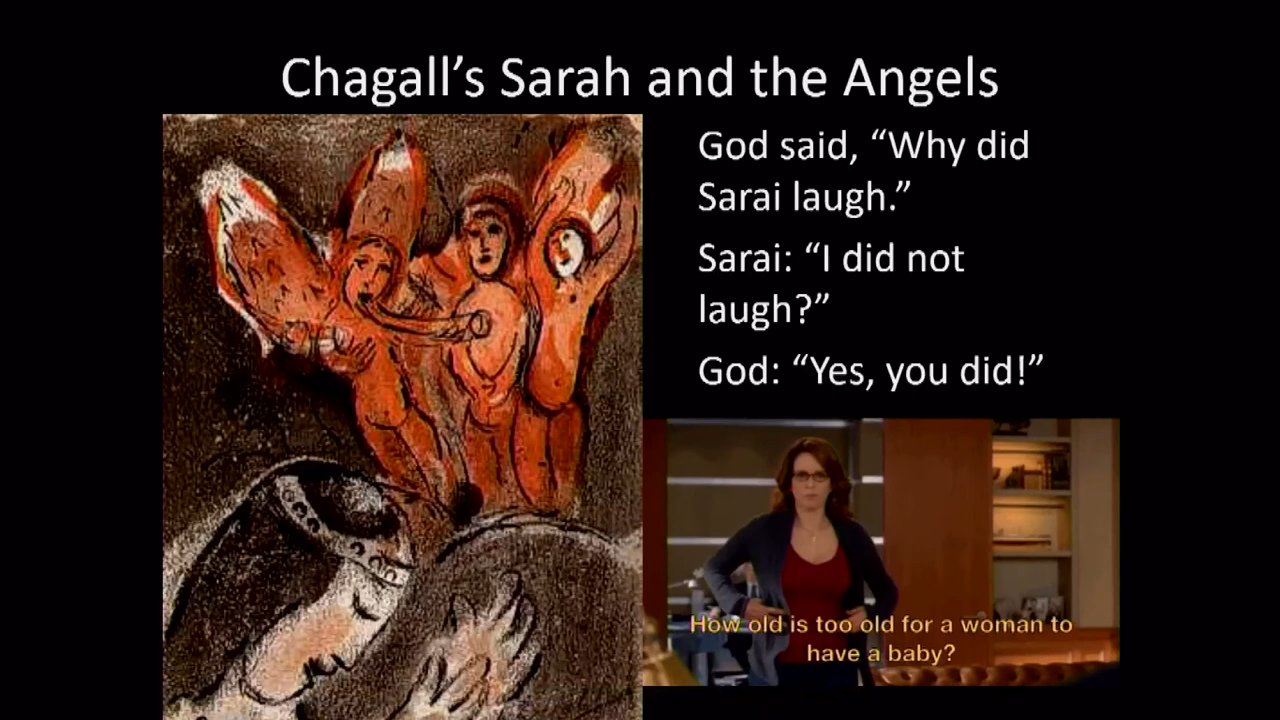 Chagall’s Sarah and the Angels
God said, “Why did
Sarai laugh.”
Sarai: “I did not
laugh?”
God: “Yes, you did!”
How old is too old for a woman to
have a baby?